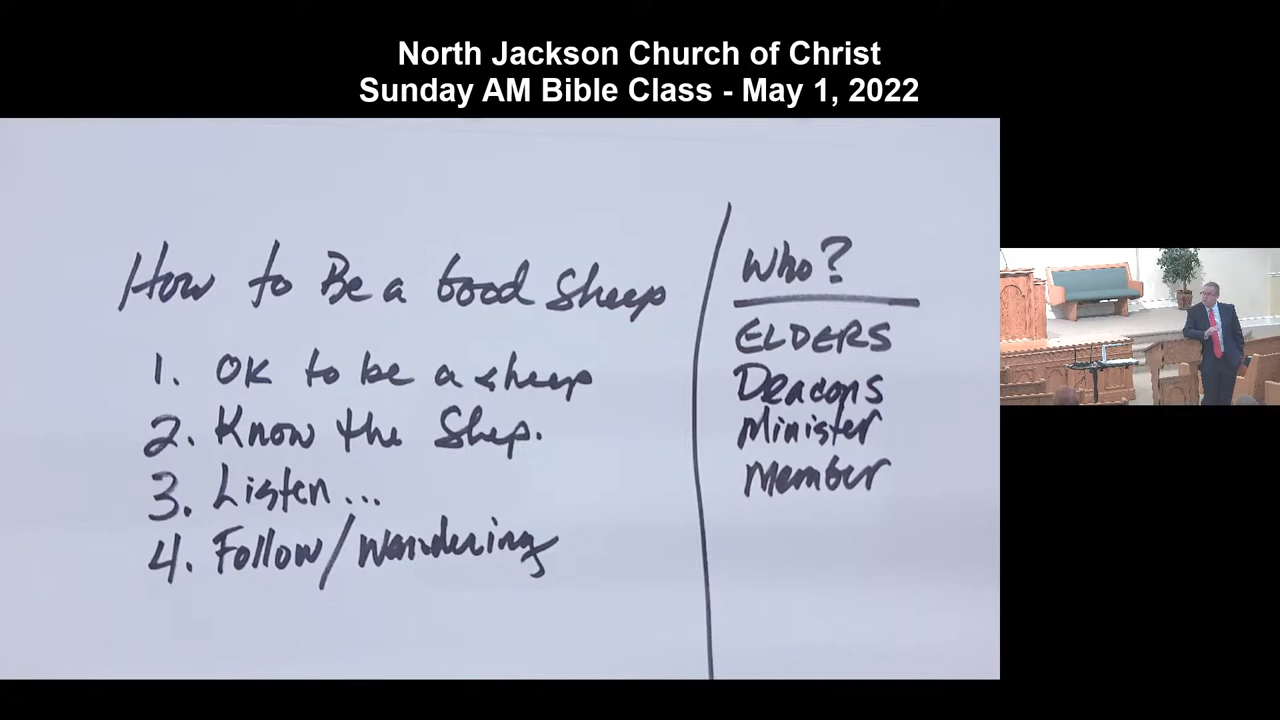 North Jackson Church of Christ
Sunday AM Bible Class - May 1, 2022
How to Be a Good Sheep
1. OK to be a sheep
2. Know the Shep.
3. Listen...
4. Follow/Wandering
Who?
ELDERS
Deacons
Minister
Member